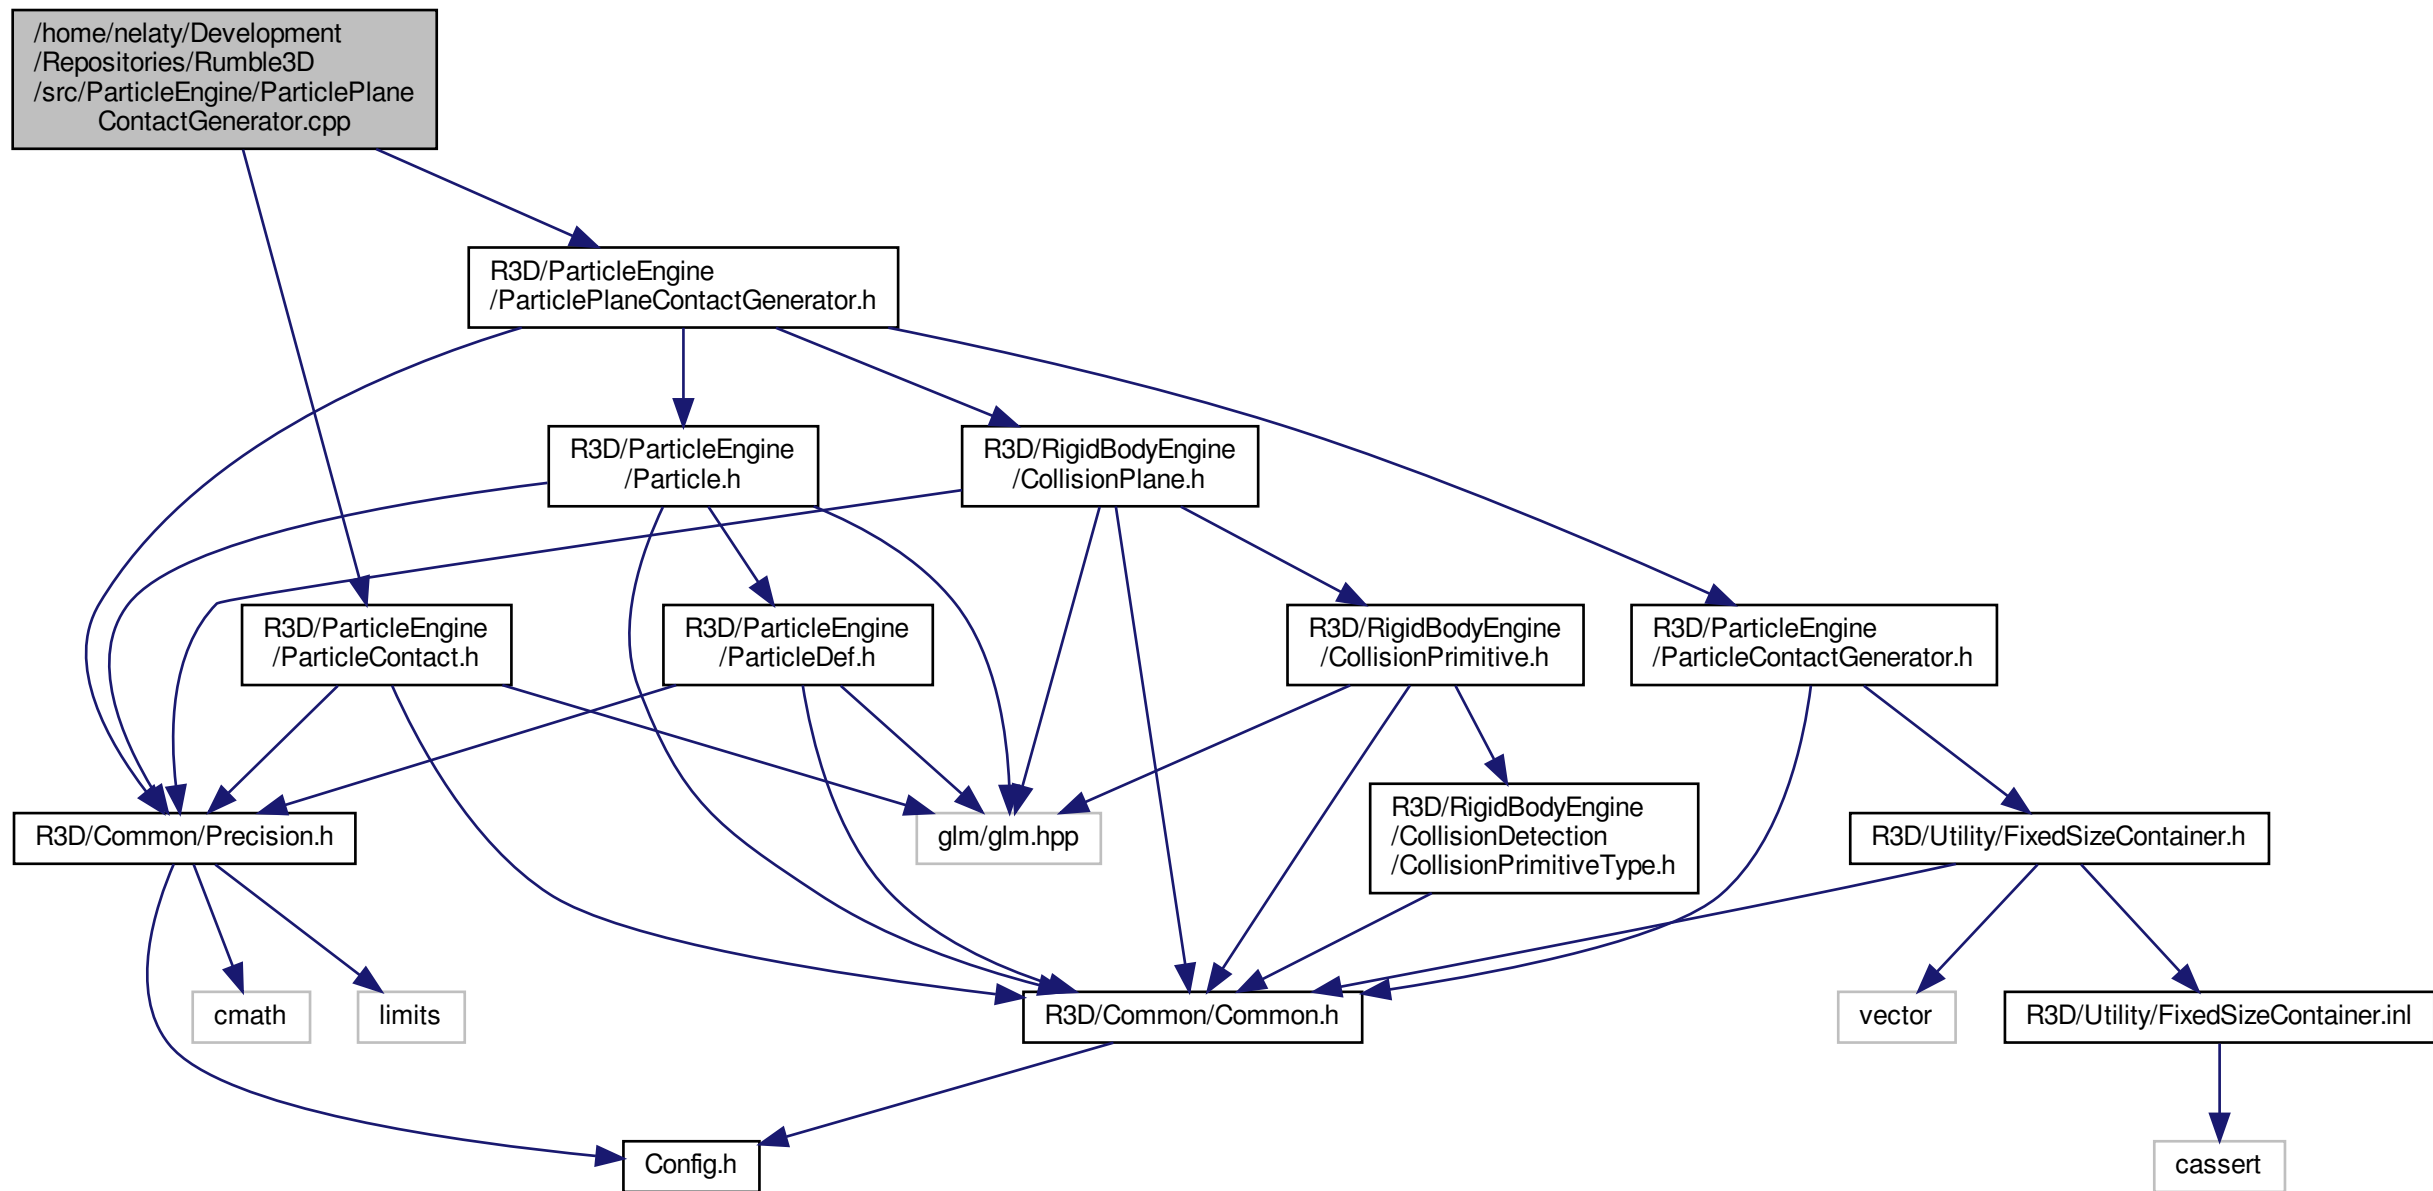 /home/nelaty/Development
/Repositories/Rumble3D
/src/ParticleEngine/ParticlePlane
ContactGenerator.cpp
R3D/ParticleEngine
/ParticlePlaneContactGenerator.h
R3D/ParticleEngine
/Particle.h
R3D/RigidBodyEngine
/CollisionPlane.h
R3D/ParticleEngine
/ParticleContact.h
R3D/ParticleEngine
/ParticleDef.h
R3D/RigidBodyEngine
/CollisionPrimitive.h
R3D/ParticleEngine
/ParticleContactGenerator.h
R3D/Common/Precision.h
glm/glm.hpp
R3D/RigidBodyEngine
/CollisionDetection
/CollisionPrimitiveType.h
R3D/Utility/FixedSizeContainer.h
cmath
limits
R3D/Common/Common.h
vector
R3D/Utility/FixedSizeContainer.inl
Config.h
cassert